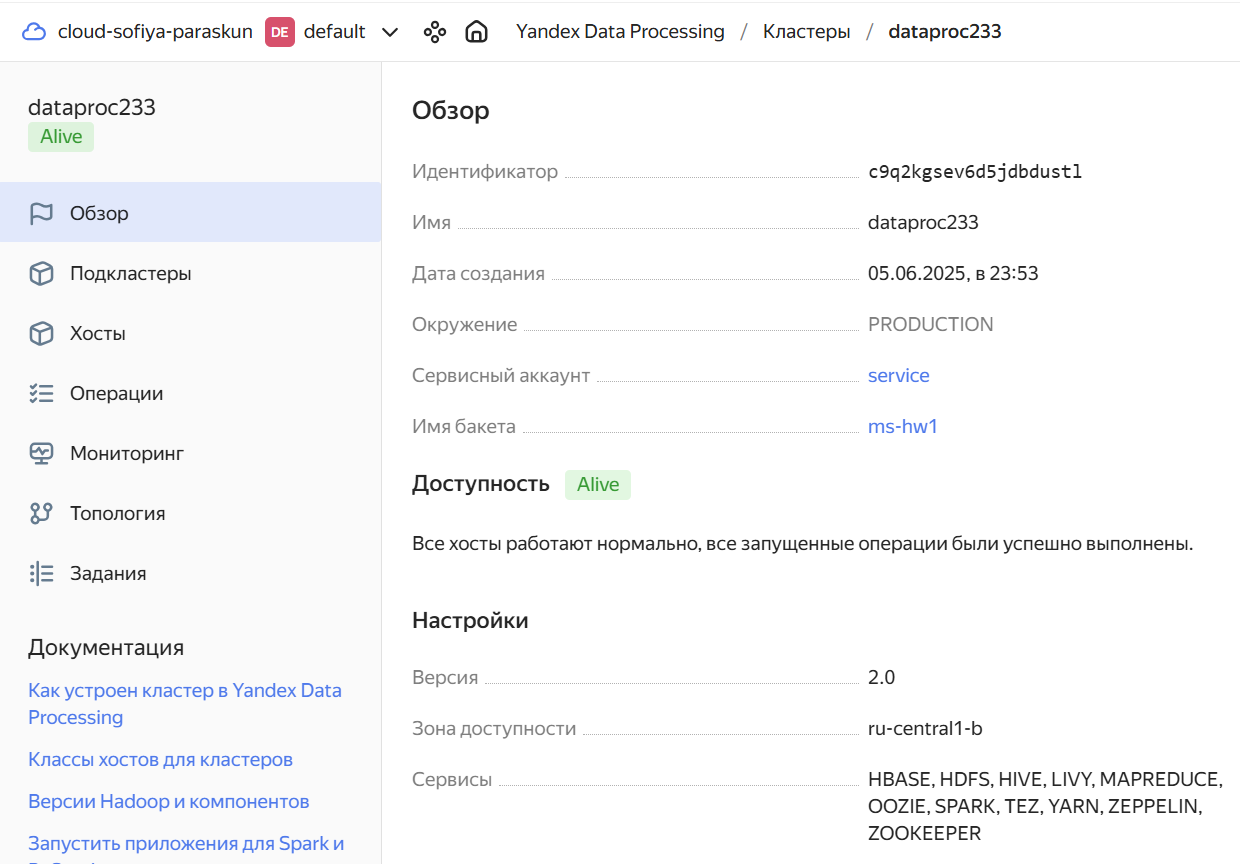 cloud-sofiya-paraskun DE default Yandex Data Processing / Кластеры / dataproc233
dataproc233
Alive
Обзор
Подкластеры
Хосты
Операции
Мониторинг
Топология
Задания
Документация
Как устроен кластер в Yandex Data
Processing
Классы хостов для кластеров
Версии Hadoop и компонентов
Запустить приложения для Spark и
Обзор
Идентификатор c9q2kgsev6d5jdbdustl
Имя dataproc233
Дата создания 05.06.2025, в 23:53
Окружение PRODUCTION
Сервисный аккаунт service
Имя бакета ms-hw1
Доступность Alive
Все хосты работают нормально, все запущенные операции были успешно выполнены.
Настройки
Версия 2.0
Зона доступности ru-central1-b
Сервисы HBASE, HDFS, HIVE, LIVY, MAPREDUCE,
OOZIE, SPARK, TEZ, YARN, ZEPPELIN,
ZOOKEEPER